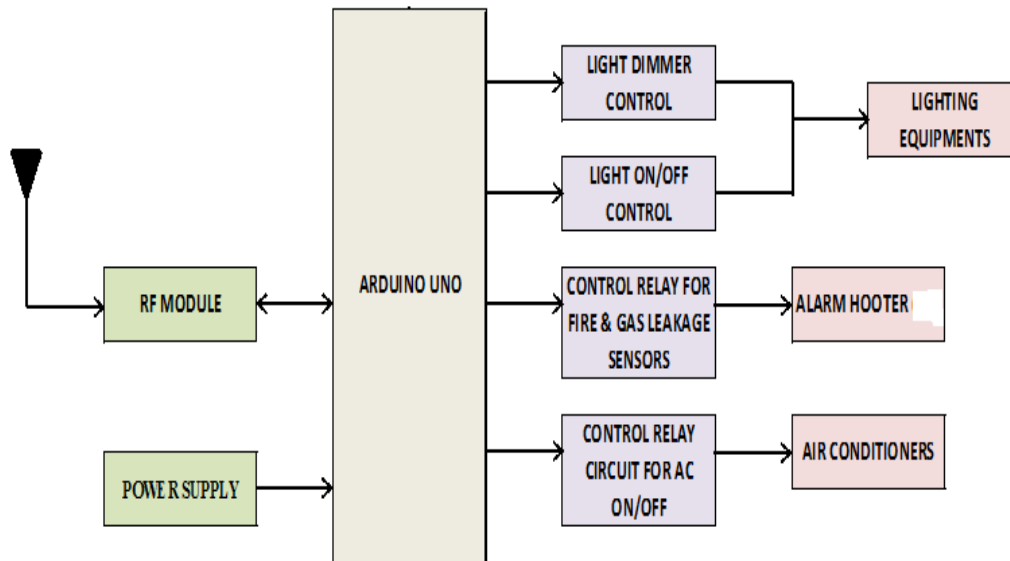 LIGHT DIMMER
CONTROL
LIGHTING
EQUIPMENTS
LIGHT ON/OFF
CONTROL
ARDUINO UNO
RF MODULE
CONTROL RELAY FOR
FIRE & GAS LEAKAGE
SENSORS
ALARM HOOTER
POWER SUPPLY
CONTROL RELAY
CIRCUIT FOR AC
ON/OFF
AIR CONDITIONERS